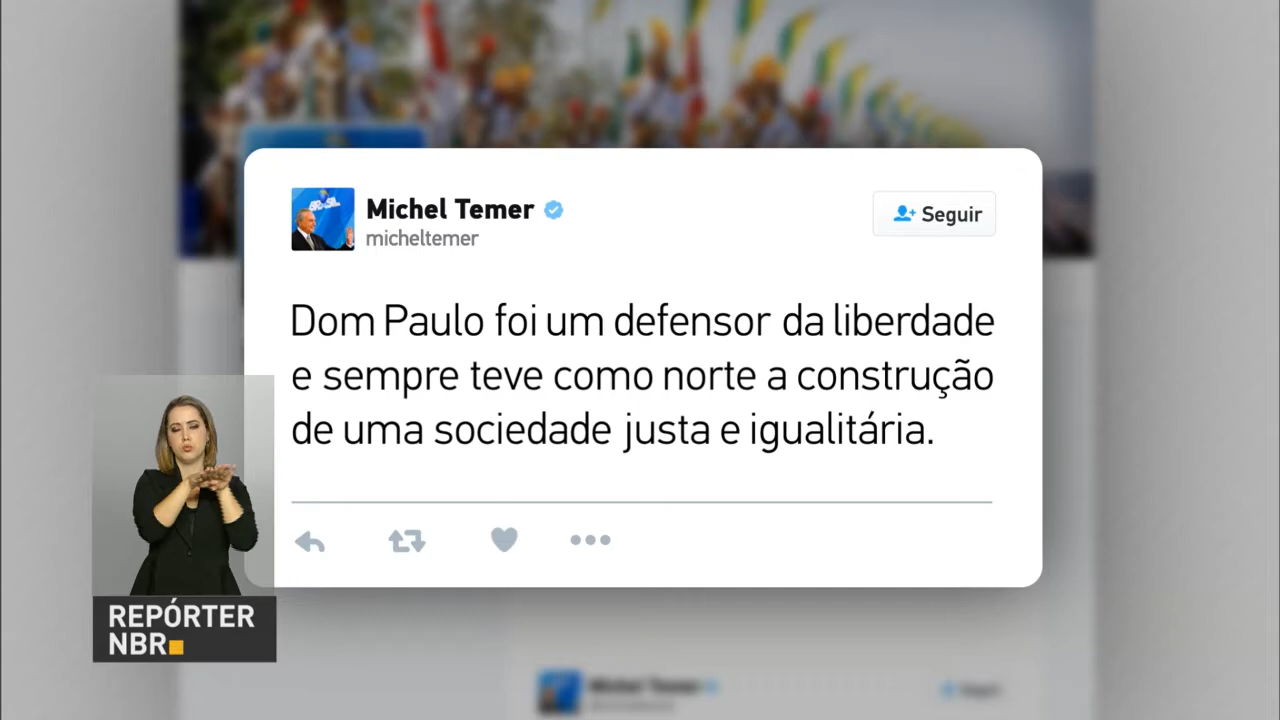 Michel Temer
micheltemer
Seguir
Dom Paulo foi um defensor da liberdade
e sempre teve como norte a construção
de uma sociedade justa e igualitária.
REPÓRTER
NBR